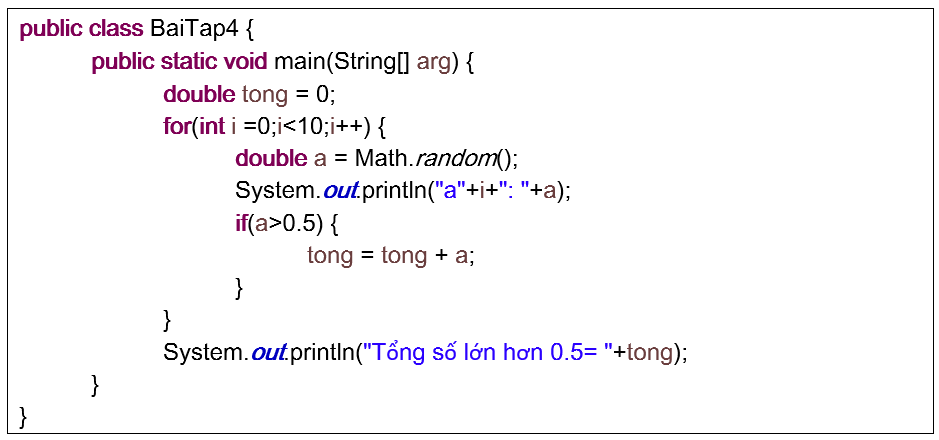 public class BaiTap4 {
public static void main(String[] arg) {
double tong = 0;
for(int i =0;i<10;i++) {
double a = Math.random();
System.out.println("a"+i+": "+a);
if(a>0.5) {
tong = tong + a;
}
}
System.out.println("Tổng số lớn hơn 0.5= "+tong);
}
}